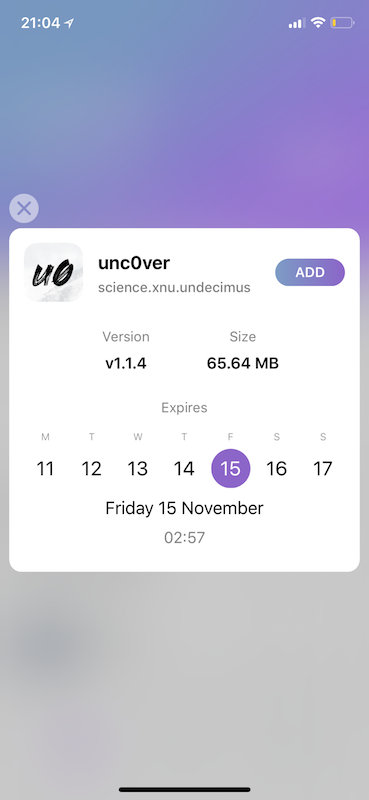 21:04
u0
unc0ver
science.xnu.undecimus
ADD
Version
Size
v1.1.4
65.64 MB
Expires
M T W T F S S
11 12 13 14 15 16 17
Friday 15 November
02:57